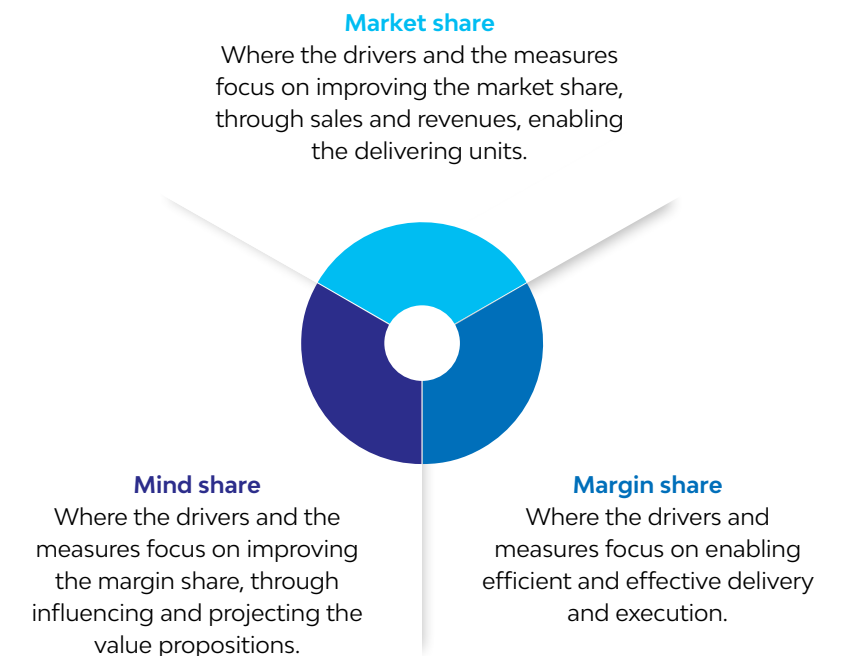 Market share
Where the drivers and the measures
focus on improving the market share,
through sales and revenues, enabling
the delivering units.
Mind share
Where the drivers and the
measures focus on improving
the margin share, through
influencing and projecting the
value propositions.
Margin share
Where the drivers and
measures focus on enabling
efficient and effective delivery
and execution.